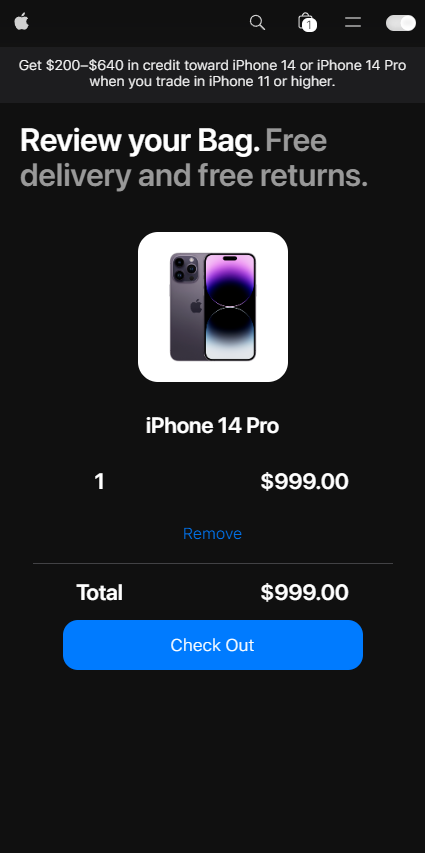 1
Get $200–$640 in credit toward iPhone 14 or iPhone 14 Pro
when you trade in iPhone 11 or higher.
Review your Bag. Free
delivery and free returns.
iPhone 14 Pro
1 $999.00
Remove
Total $999.00
Check Out